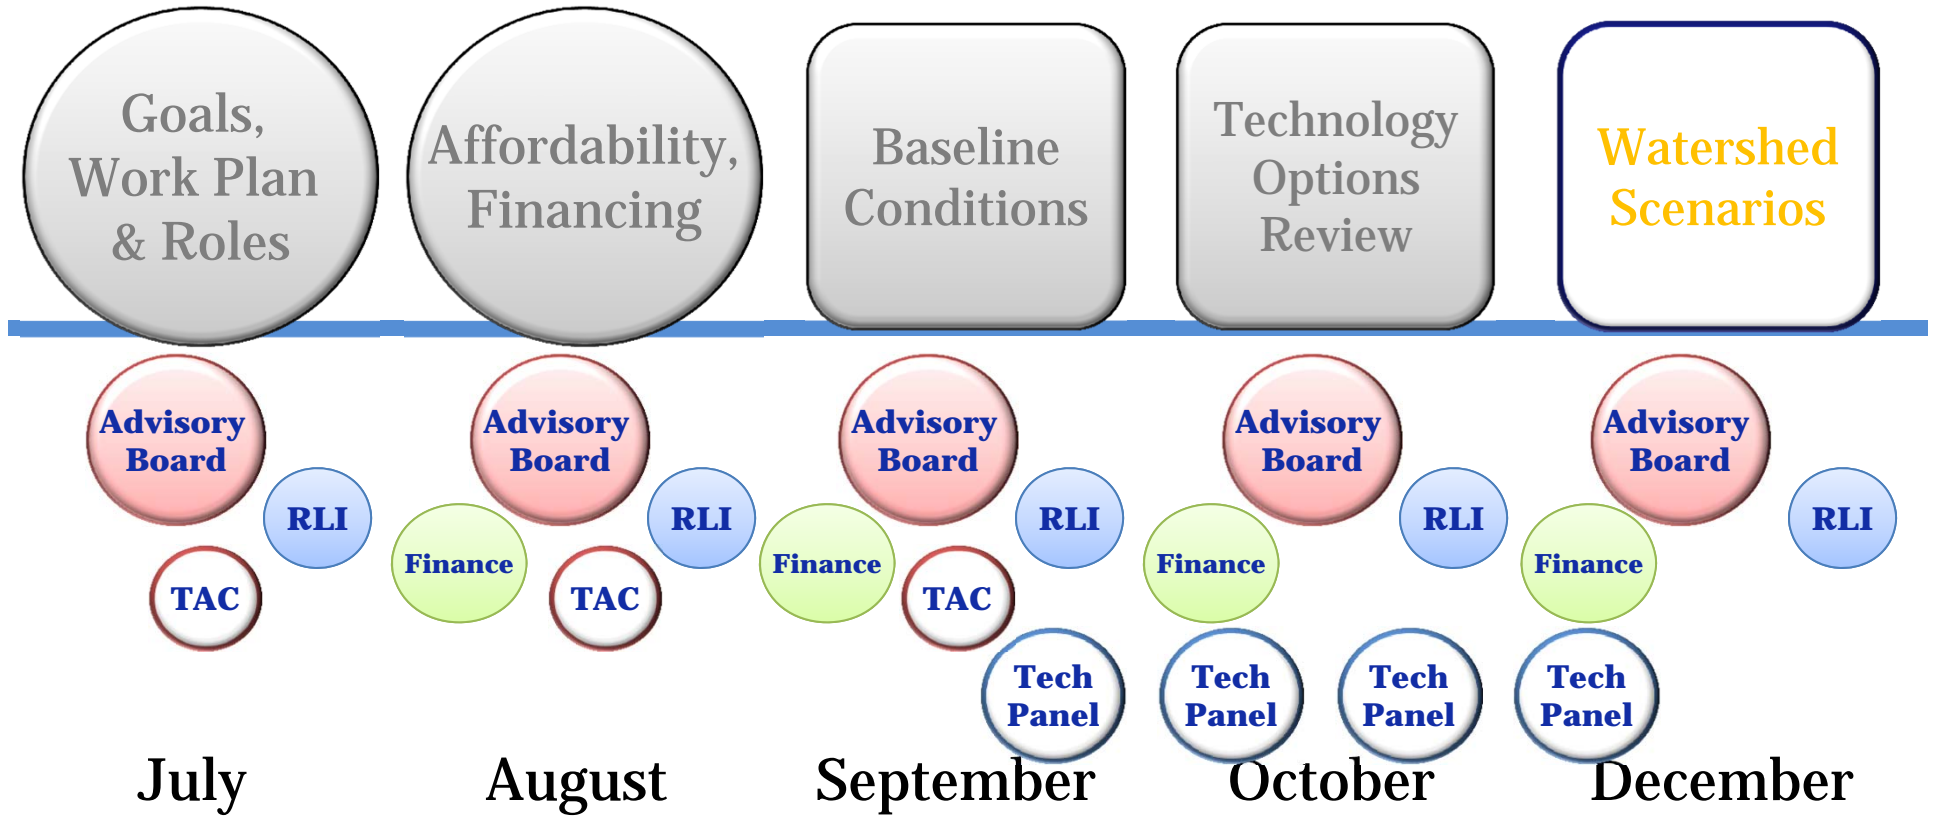 Goals,
Work Plan
& Roles
Affordability,
Financing
Baseline
Conditions
Technology
Options
Review
Watershed
Scenarios
Advisory
Board
RLI
TAC
Advisory
Board
RLI
Finance
TAC
Advisory
Board
RLI
Finance
TAC
Tech
Panel
Advisory
Board
RLI
Finance
Tech
Panel
Tech
Panel
Advisory
Board
RLI
Finance
Tech
Panel
July
August
September
October
December